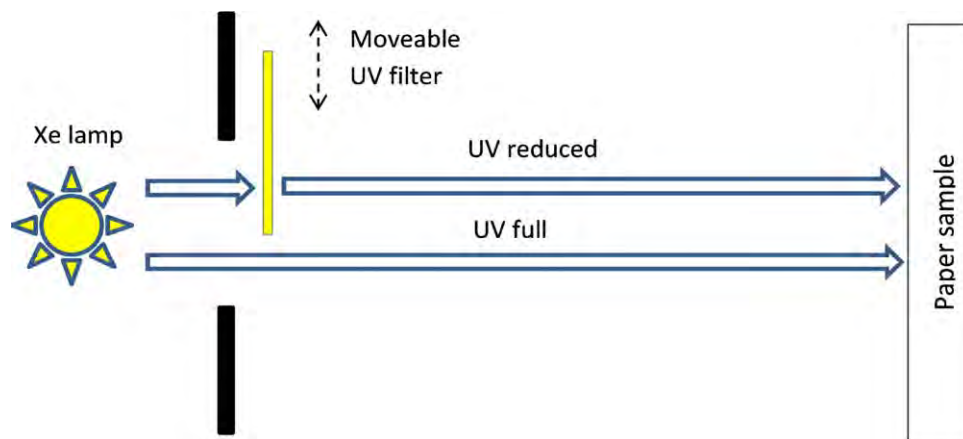 Moveable
UV filter
Xe lamp
UV reduced
UV full
Paper sample